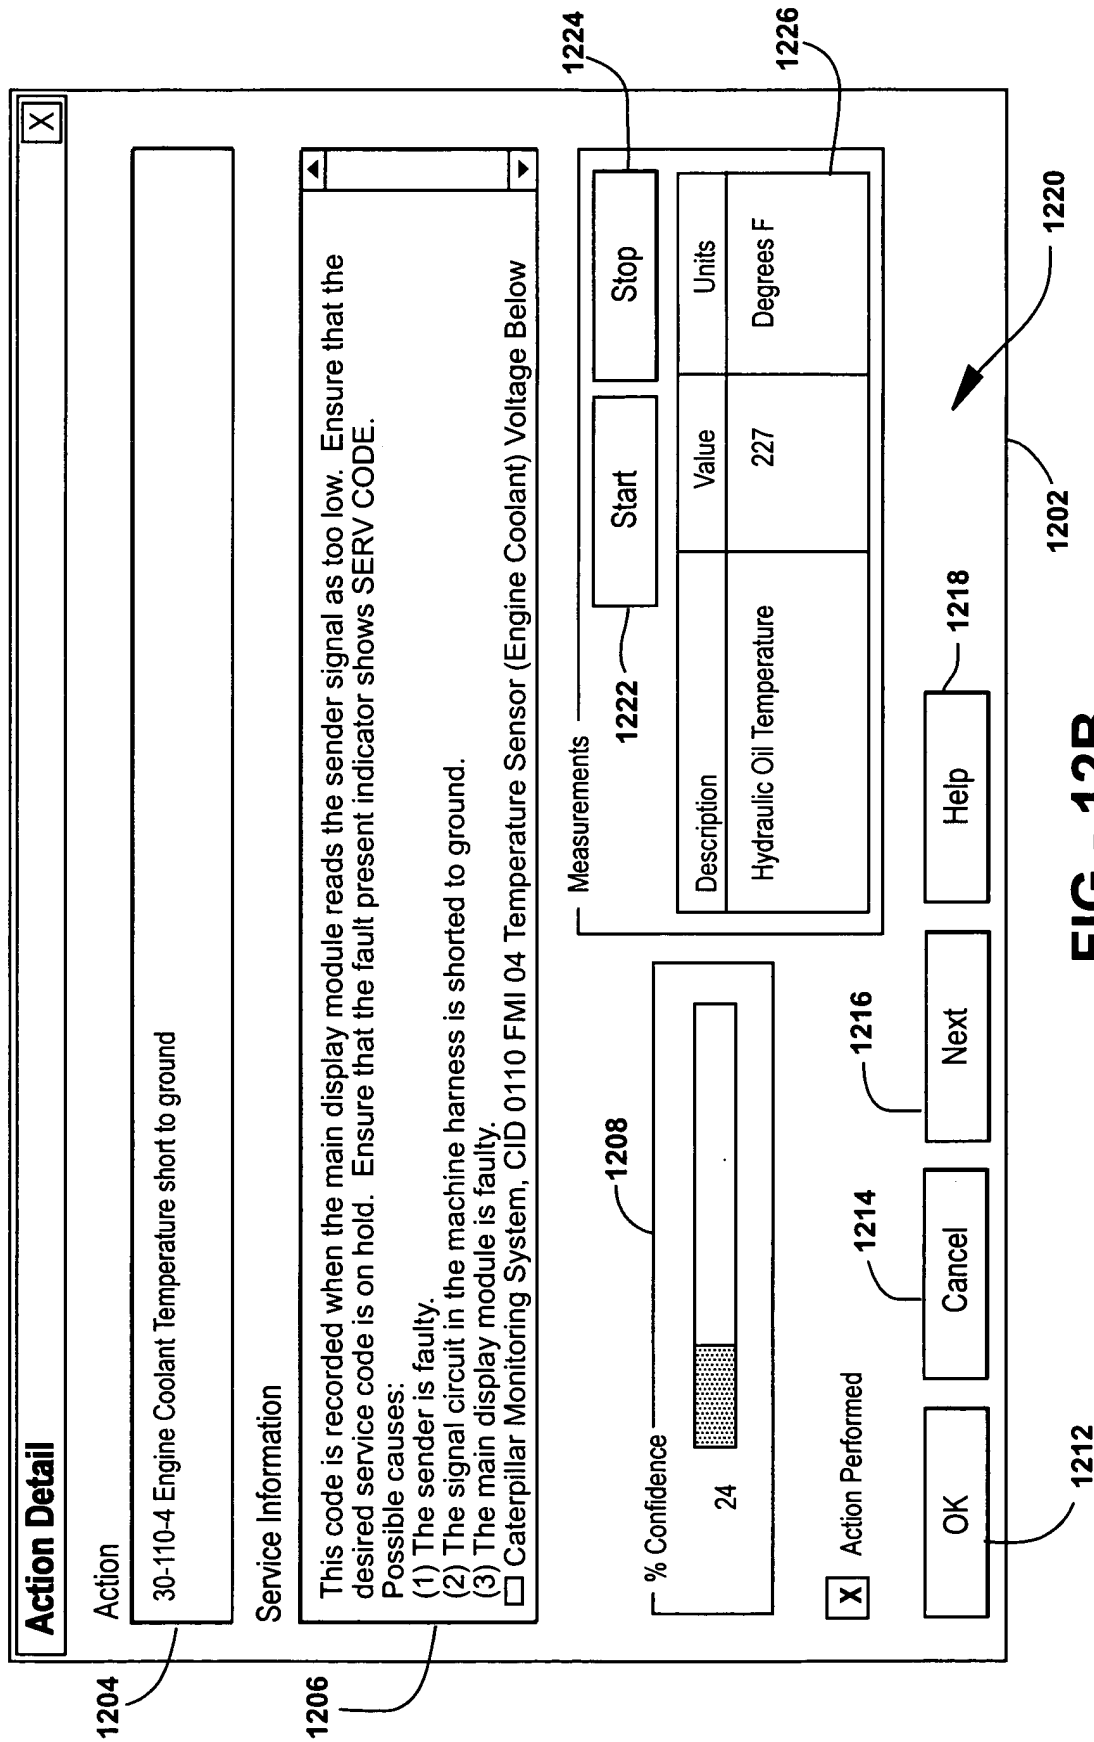 Action Detail
X
Action
30-110-4 Engine Coolant Temperature short to ground
1204
Service Information
This code is recorded when the main display module reads the sender signal as too low. Ensure that the
desired service code is on hold. Ensure that the fault present indicator shows SERV CODE.
Possible causes:
(1) The sender is faulty.
(2) The signal circuit in the machine harness is shorted to ground.
(3) The main display module is faulty.
Caterpillar Monitoring System, CID 0110 FMI 04 Temperature Sensor (Engine Coolant) Voltage Below
1206
% Confidence
24
1208
Measurements
Start
Stop
1222
1224
Description
Value
Units
Hydraulic Oil Temperature
227
Degrees F
1226
X
Action Performed
1214
1216
1218
OK
Cancel
Next
Help
1212
1202
1220
FIG - 12B